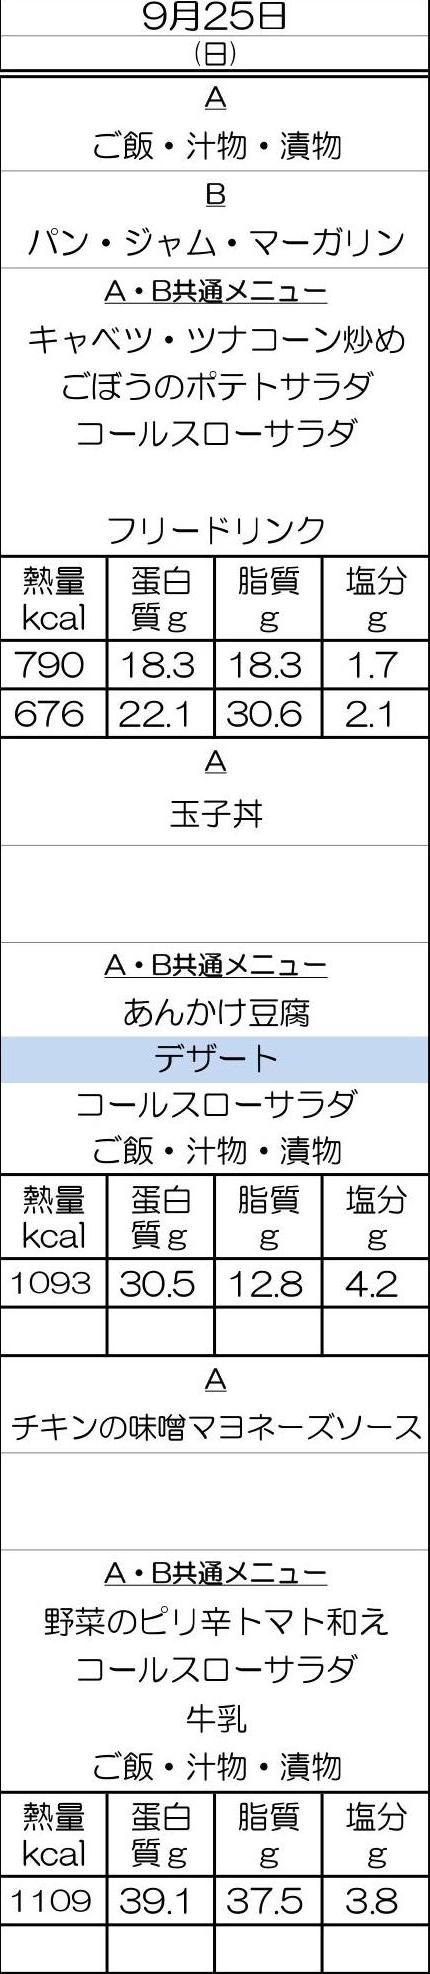 9月25日
(日)
A
ご飯・汁物・漬物
B
パン・ジャム・マーガリン
A・B共通メニュー
キャベツ・ツナコーン炒め
ごぼうのポテトサラダ
コールスローサラダ
フリードリンク
熱量 蛋白 脂質 塩分
kcal 質g g g
790 18.3 18.3 1.7
676 22.1 30.6 2.1
A
玉子丼
A・B共通メニュー
あんかけ豆腐
デザート
コールスローサラダ
ご飯・汁物・漬物
熱量 蛋白 脂質 塩分
kcal 質g g g
1093 30.5 12.8 4.2
A
チキンの味噌マヨネーズソース
A・B共通メニュー
野菜のピリ辛トマト和え
コールスローサラダ
牛乳
ご飯・汁物・漬物
熱量 蛋白 脂質 塩分
kcal 質g g g
1109 39.1 37.5 3.8